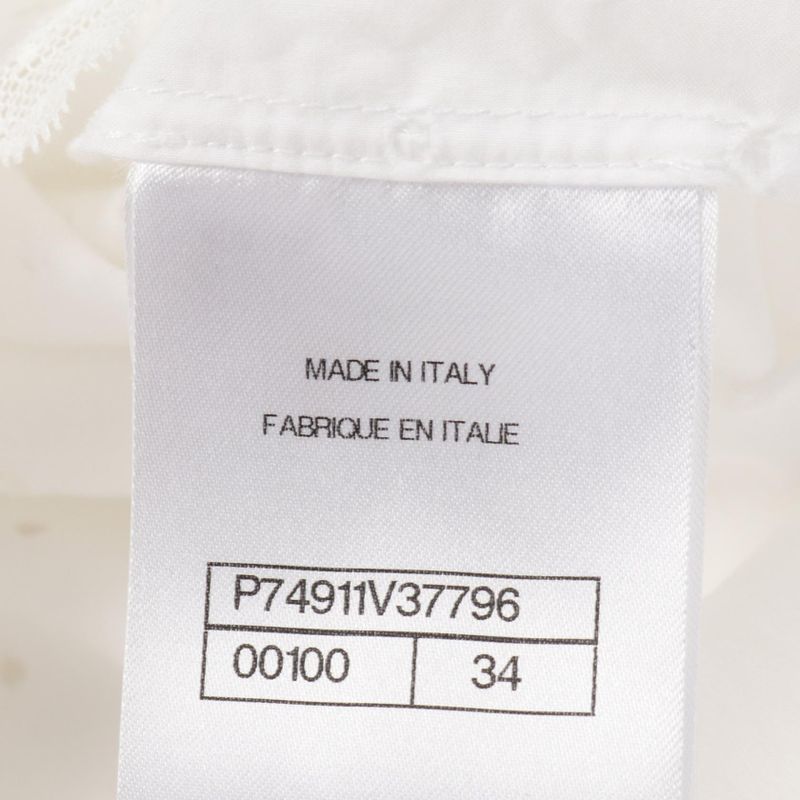 MADE IN ITALY
FABRIQUE EN ITALIE
P74911V37796
00100 34